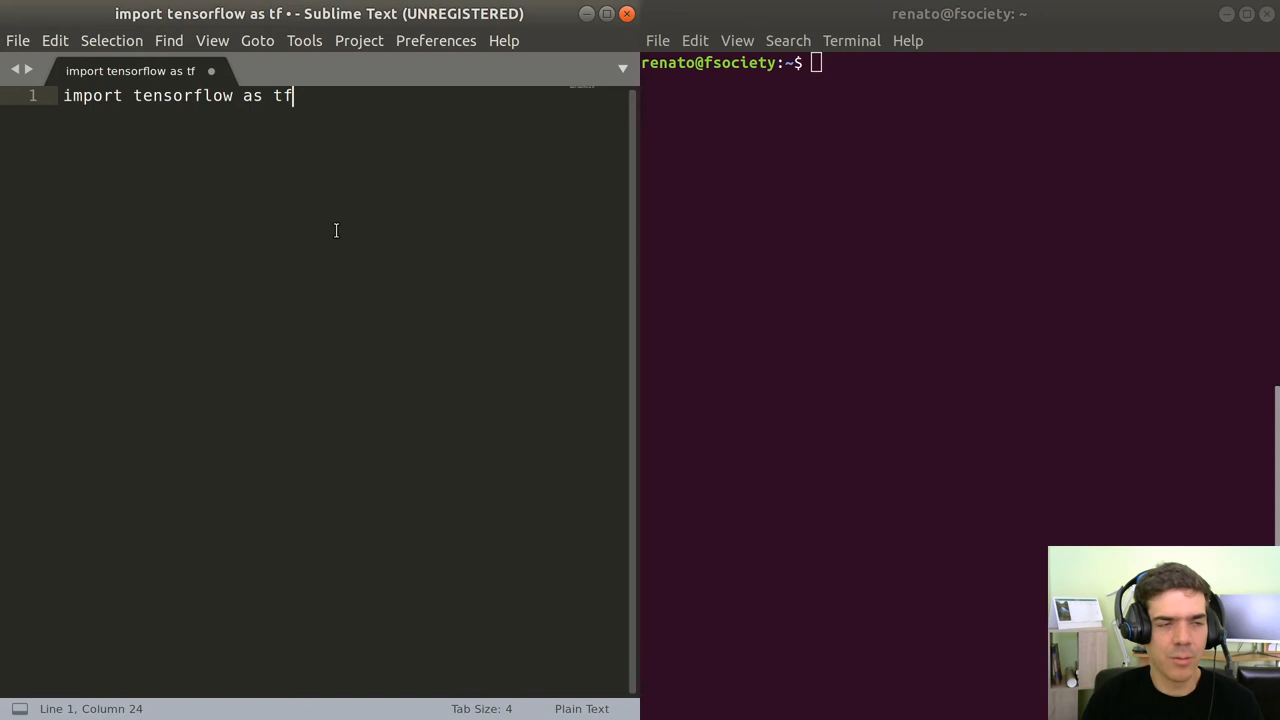 import tensorflow as tf • - Sublime Text (UNREGISTERED)
File Edit Selection Find View Goto Tools Project Preferences Help
import tensorflow as tf
1 import tensorflow as tf
Line 1, Column 24 Tab Size: 4 Plain Text
renato@fsociety: ~
File Edit View Search Terminal Help
renato@fsociety:~$